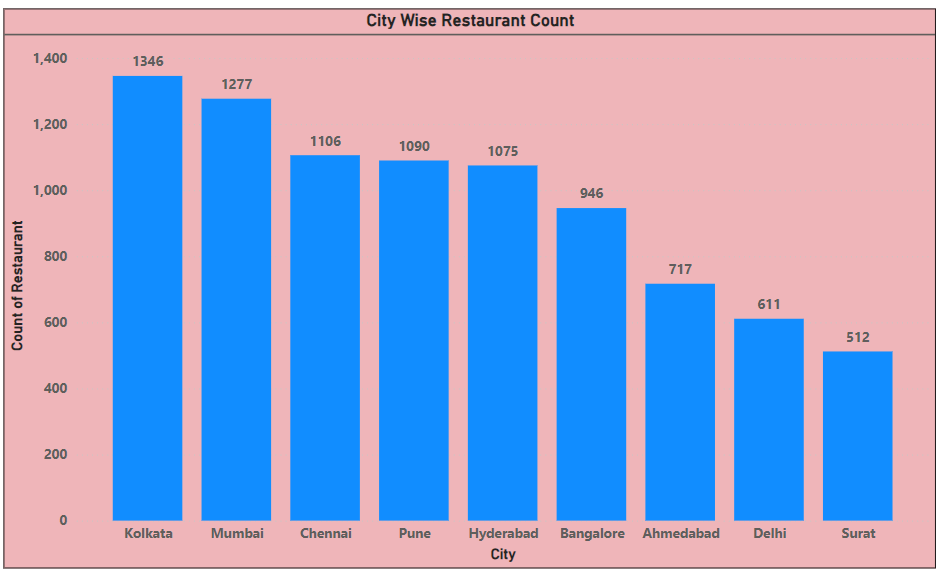 City Wise Restaurant Count
Count of Restaurant
1,400
1,200
1,000
800
600
400
200
0
1346
1277
1106
1090
1075
946
717
611
512
Kolkata
Mumbai
Chennai
Pune
Hyderabad
Bangalore
Ahmedabad
Delhi
Surat
City